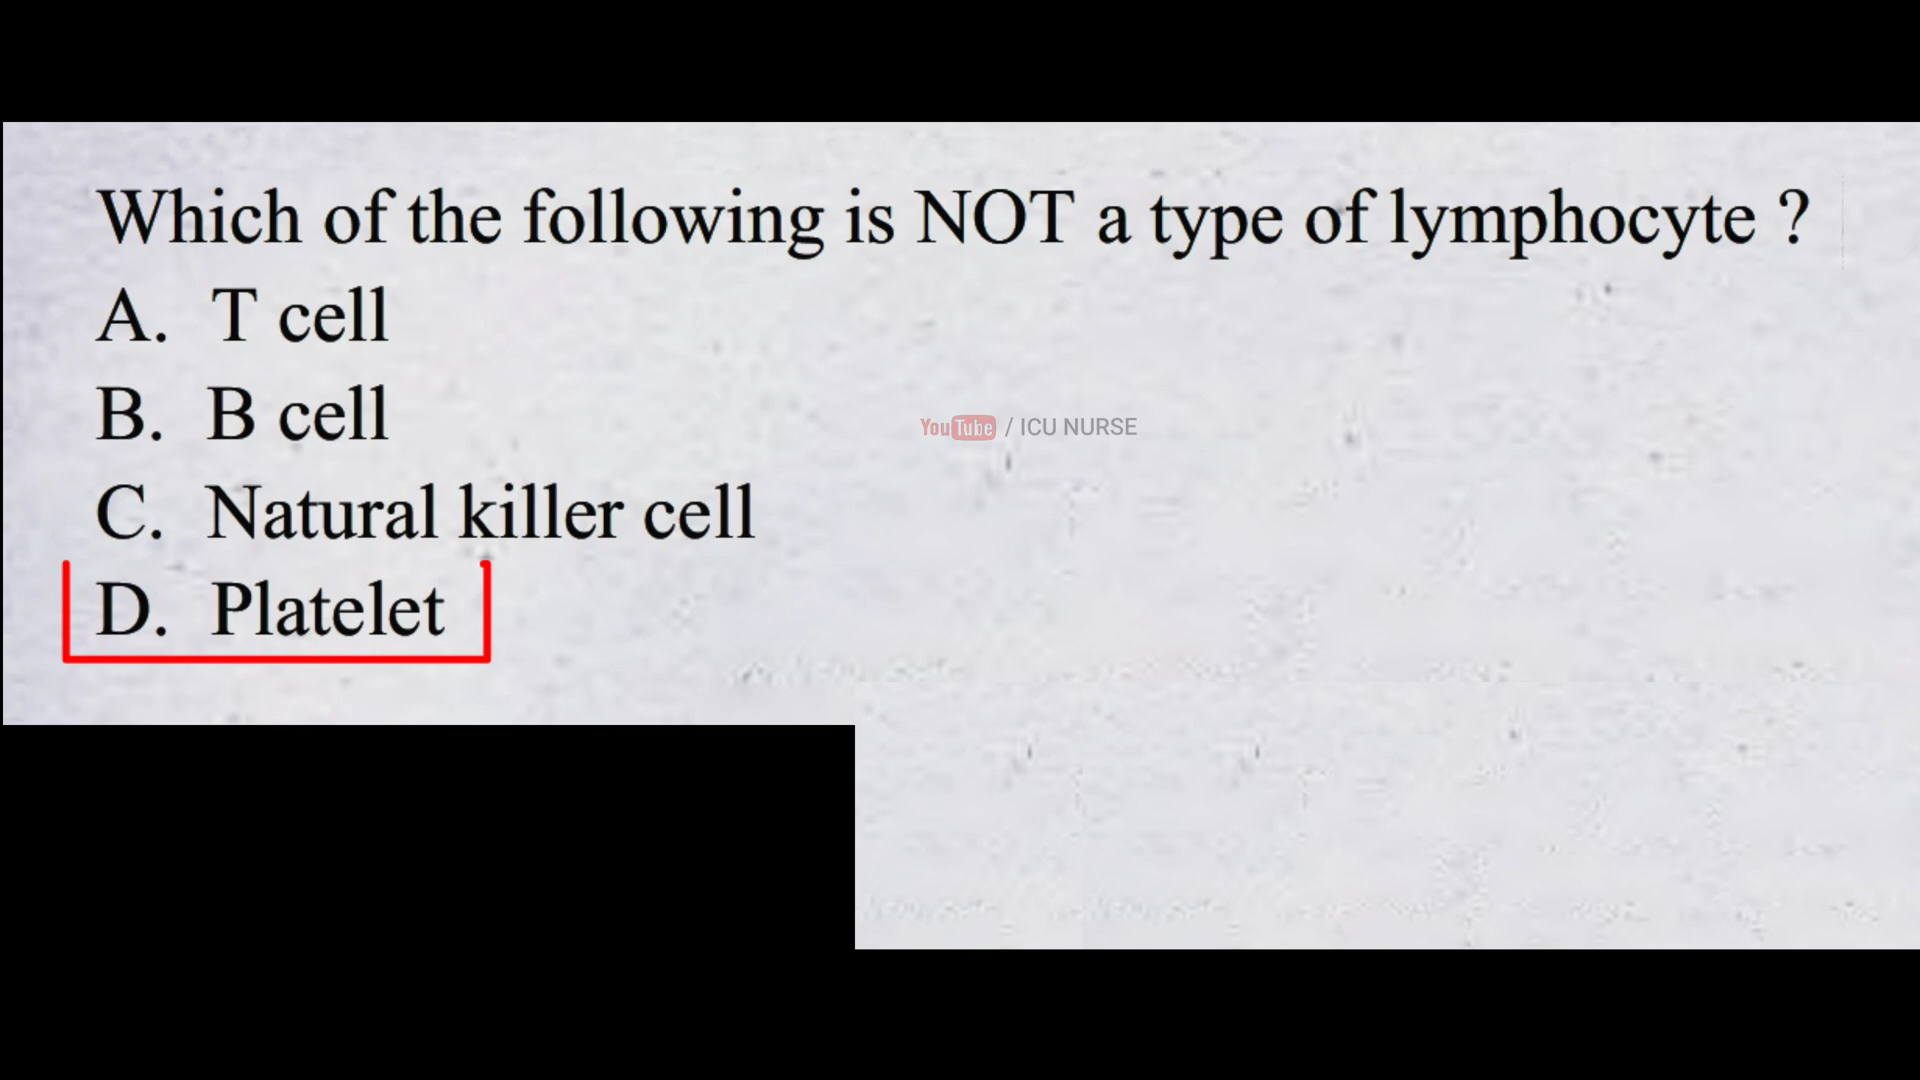 Which of the following is NOT a type of lymphocyte ?
A. T cell
B. B cell
YouTube / ICU NURSE
C. Natural killer cell
D. Platelet